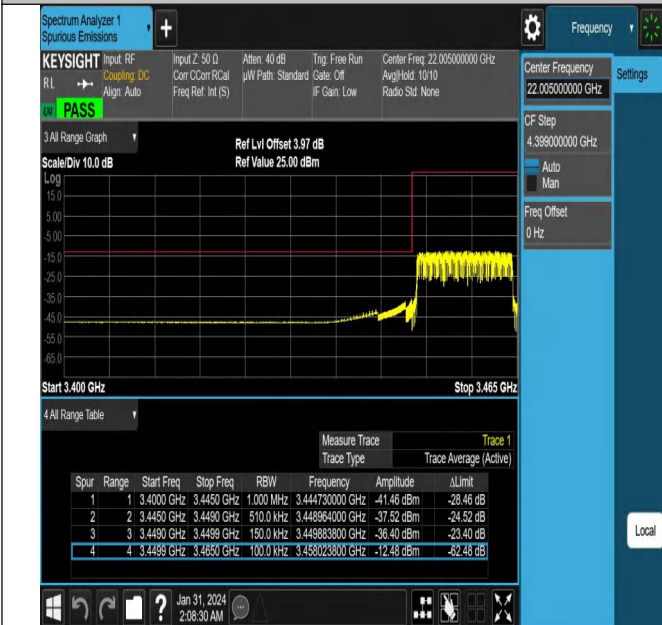 Spectrum Analyzer 1
Spurious Emissions
+
Frequency
KEYSIGHT Input: RF Input Z: 50 Ω Atten: 40 dB Trig: Free Run Center Freq: 22.005000000 GHz
RL Coupling: DC Corr CCorr RCal µW Path: Standard Gate: Off Avg|Hold: 10/10
Align: Auto Freq Ref: Int (S) IF Gain: Low Radio Std: None
PASS
Center Frequency
22.005000000 GHz
Settings
CF Step
4.399000000 GHz
Auto
Man
Freq Offset
0 Hz
3 All Range Graph
Ref Lvl Offset 3.97 dB
Scale/Div 10.0 dB Ref Value 25.00 dBm
Log
15.0
5.00
-5.00
-15.0
-25.0
-35.0
-45.0
-55.0
-65.0
Start 3.400 GHz Stop 3.465 GHz
4 All Range Table
Measure Trace Trace 1
Trace Type Trace Average (Active)
Spur Range Start Freq Stop Freq RBW Frequency Amplitude ΔLimit
1 1 3.4000 GHz 3.4450 GHz 1.000 MHz 3.444730000 GHz -41.46 dBm -28.46 dB
2 2 3.4450 GHz 3.4490 GHz 510.0 kHz 3.448964000 GHz -37.52 dBm -24.52 dB
3 3 3.4490 GHz 3.4499 GHz 150.0 kHz 3.449883800 GHz -36.40 dBm -23.40 dB
4 4 3.4499 GHz 3.4650 GHz 100.0 kHz 3.458023800 GHz -12.48 dBm -62.48 dB
Local
?
Jan 31, 2024
2:08:30 AM